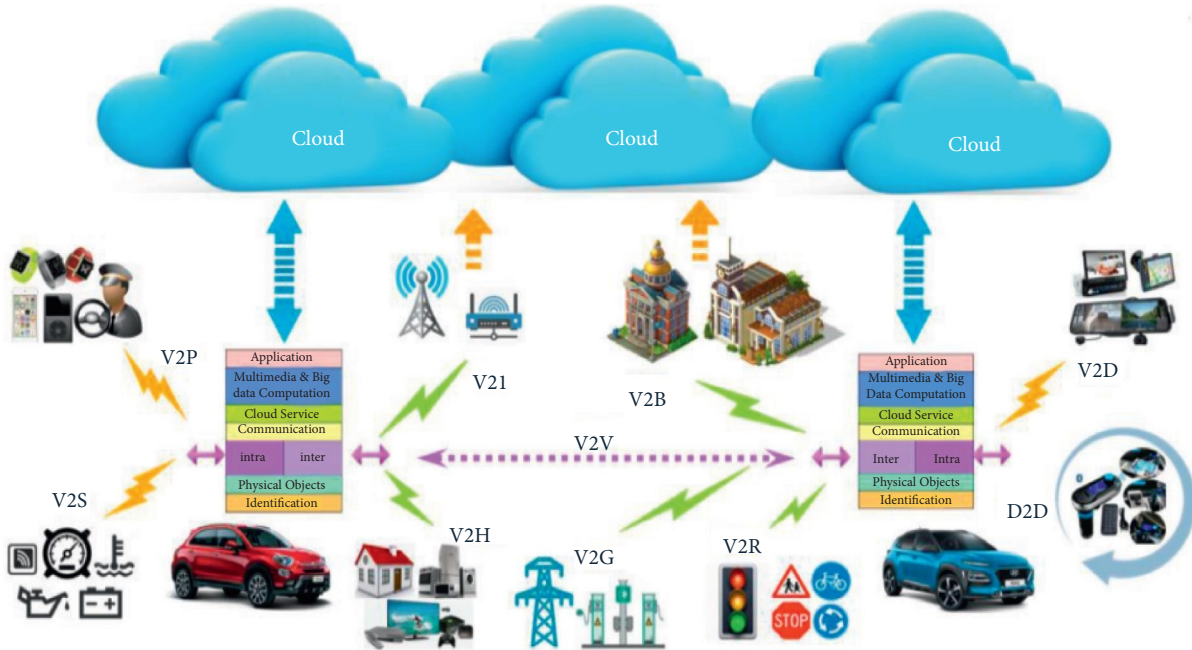 Cloud
Cloud
Cloud
V2P
Application
Multimedia & Big
data Computation
Cloud Service
Communication
intra inter
Physical Objects
Identification
V21
V2B
V2V
Application
Multimedia & Big
Data Computation
Cloud Service
Communication
Inter Intra
Physical Objects
Identification
V2D
V2S
V2H
V2G
V2R
STOP
D2D